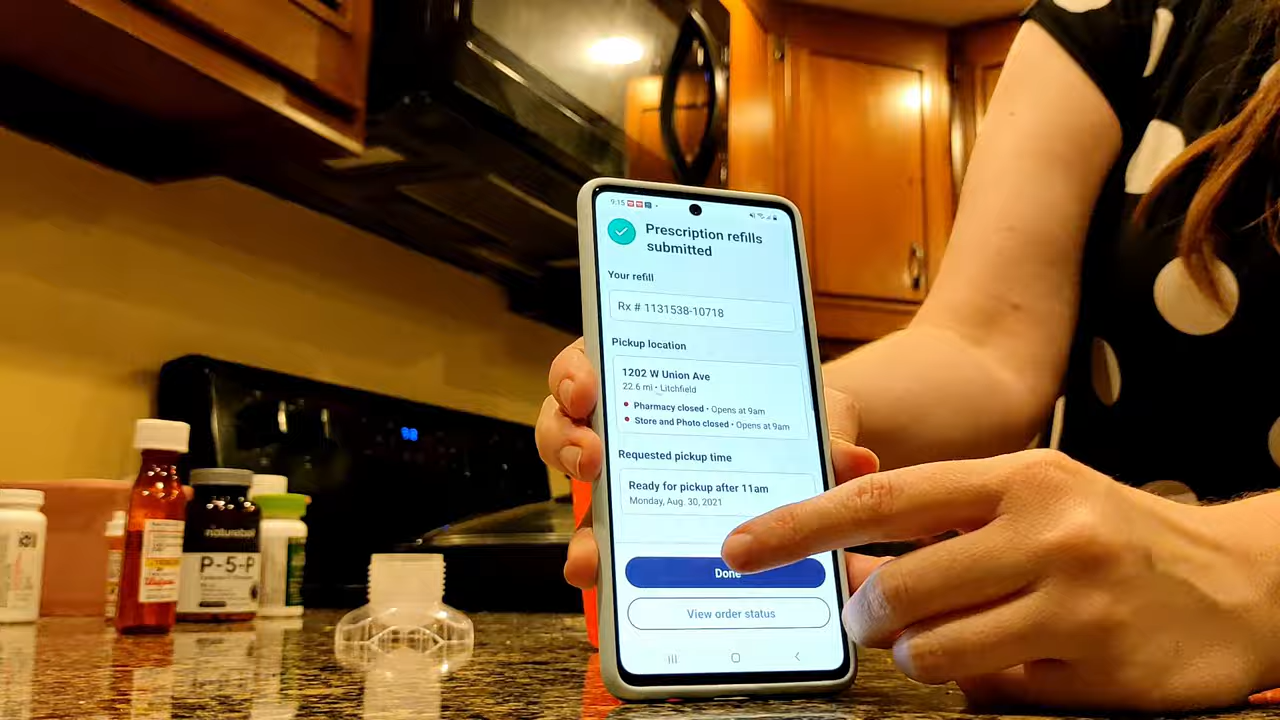 9:15
Prescription refills
submitted
Your refill
Rx # 1131538-10718
Pickup location
1202 W Union Ave
22.6 mi • Litchfield
Pharmacy closed • Opens at 9am
Store and Photo closed • Opens at 9am
Requested pickup time
Ready for pickup after 11am
Monday, Aug. 30, 2021
Done
View order status
P-5-P